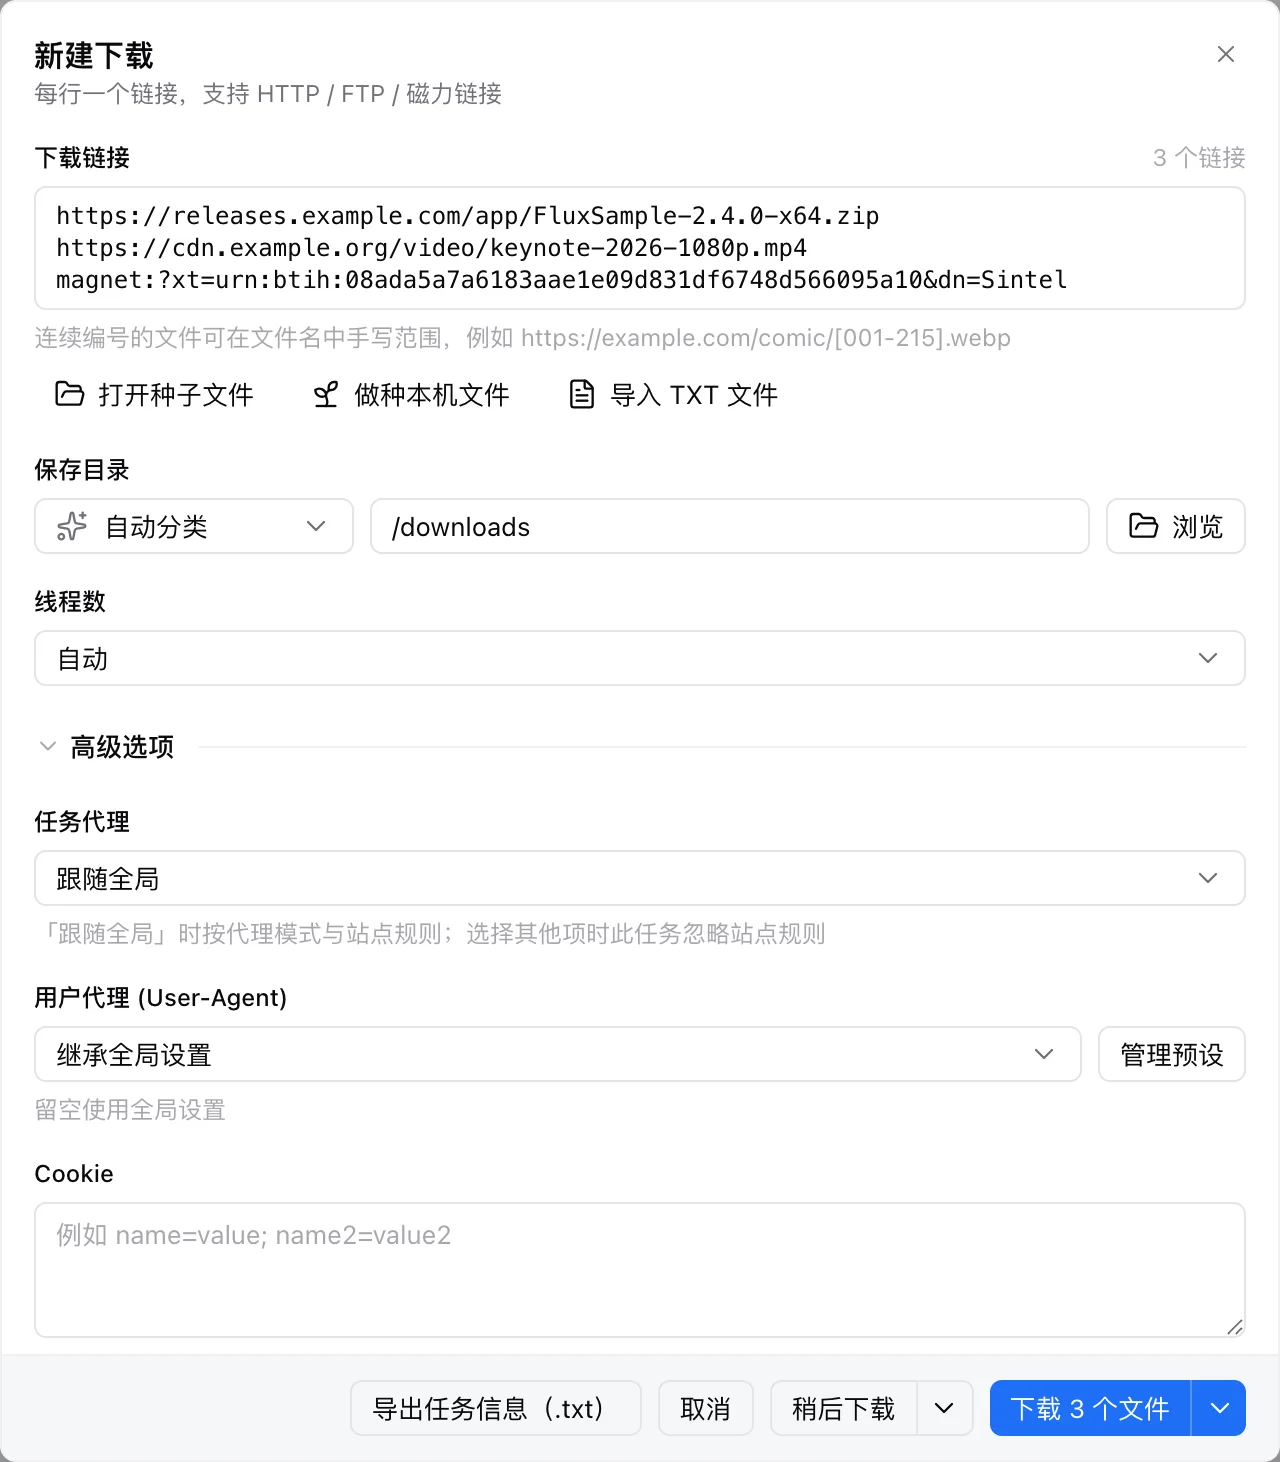 新建下载
每行一个链接，支持 HTTP / FTP / 磁力链接
下载链接
3 个链接
https://releases.example.com/app/FluxSample-2.4.0-x64.zip
https://cdn.example.org/video/keynote-2026-1080p.mp4
magnet:?xt=urn:btih:08ada5a7a6183aae1e09d831df6748d566095a10&dn=Sintel
连续编号的文件可在文件名中手写范围，例如 https://example.com/comic/[001-215].webp
打开种子文件 做种本机文件 导入 TXT 文件
保存目录
自动分类 /downloads 浏览
线程数
自动
高级选项
任务代理
跟随全局
「跟随全局」时按代理模式与站点规则；选择其他项时此任务忽略站点规则
用户代理 (User-Agent)
继承全局设置 管理预设
留空使用全局设置
Cookie
例如 name=value; name2=value2
导出任务信息（.txt） 取消 稍后下载 下载 3 个文件